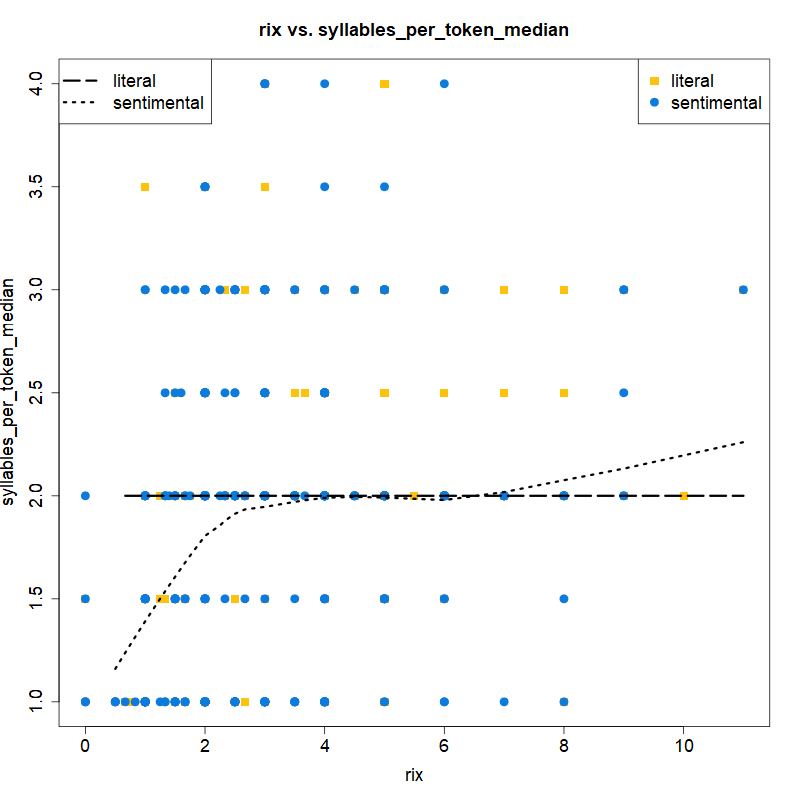 rix vs. syllables_per_token_median
literal
sentimental
literal
sentimental
syllables_per_token_median
4.0
3.5
3.0
2.5
2.0
1.5
1.0
0 2 4 6 8 10
rix